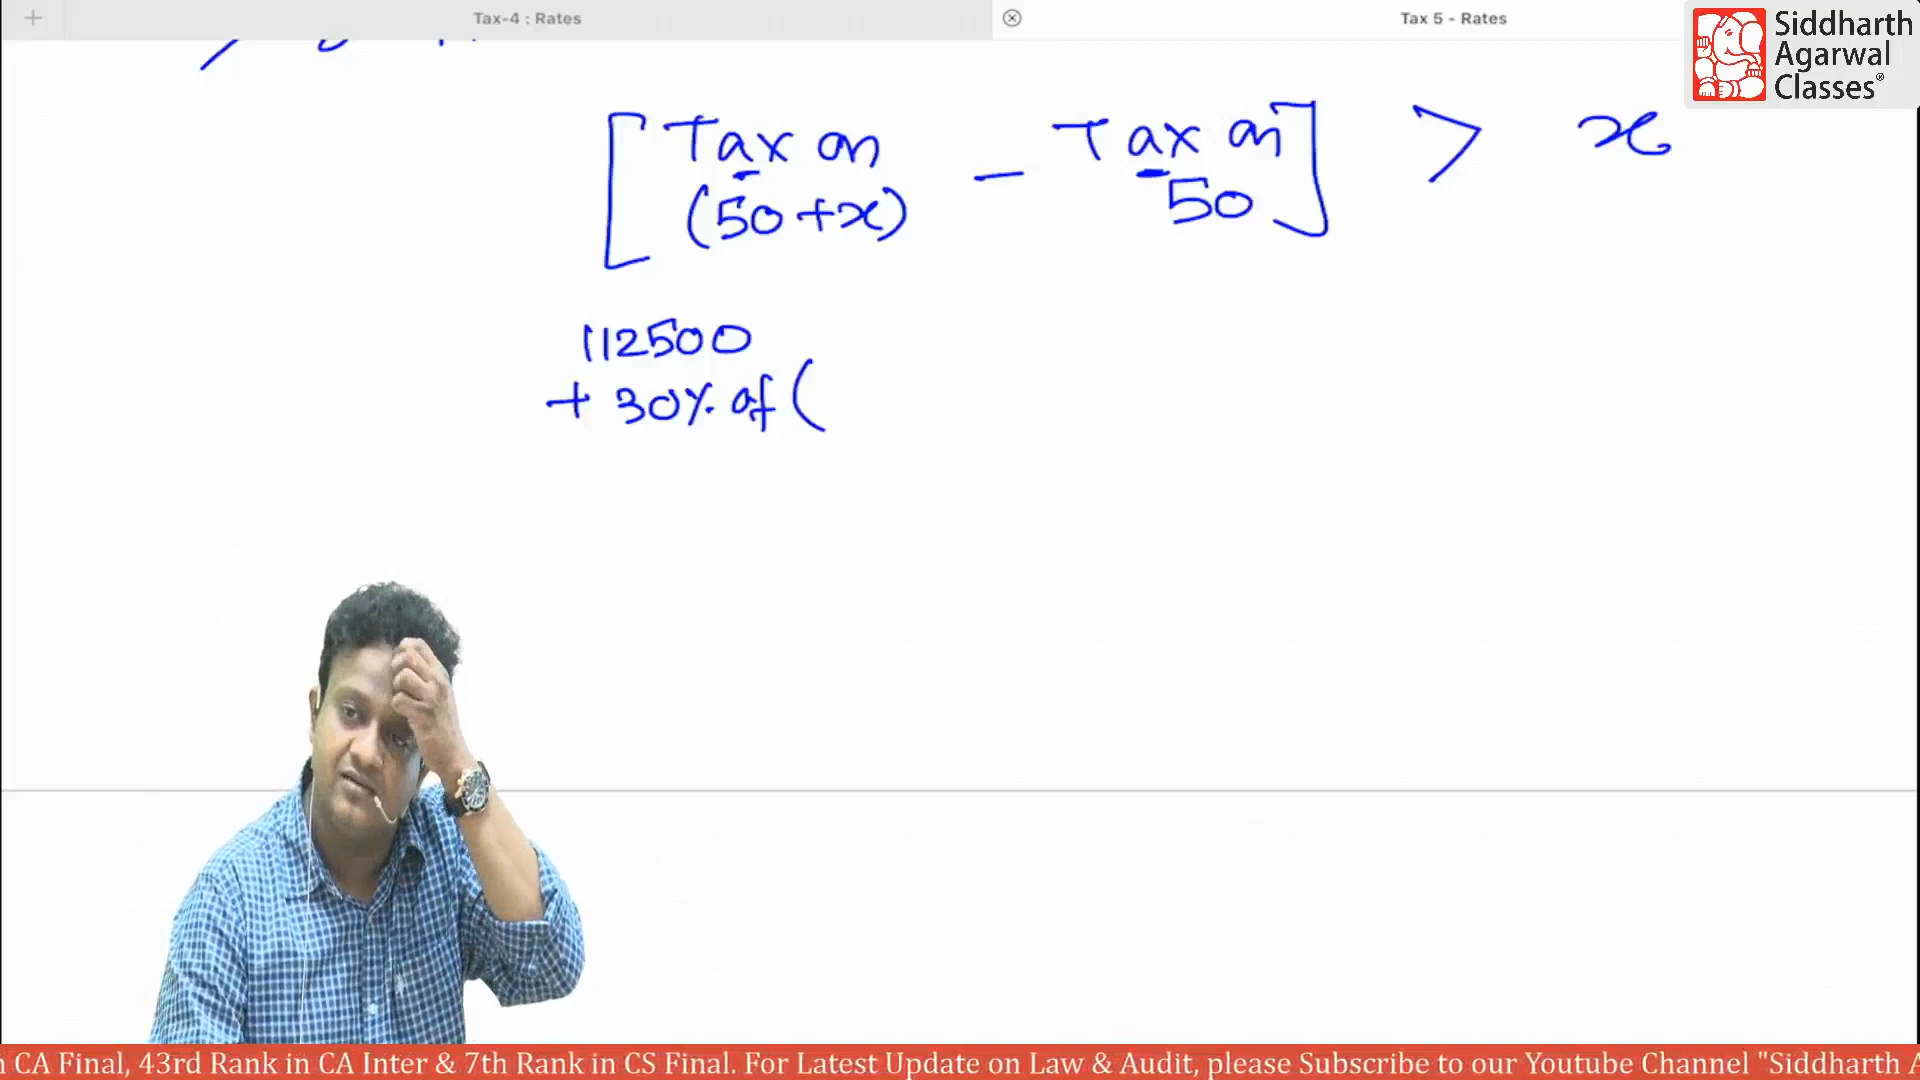 Tax-4 : Rates
Tax 5 - Rates
Siddharth
Agarwal
Classes®
[Tax on - Tax on] > x
(50+x) 50
112500
+ 30% of (
CA Final, 43rd Rank in CA Inter & 7th Rank in CS Final. For Latest Update on Law & Audit, please Subscribe to our Youtube Channel "Siddharth